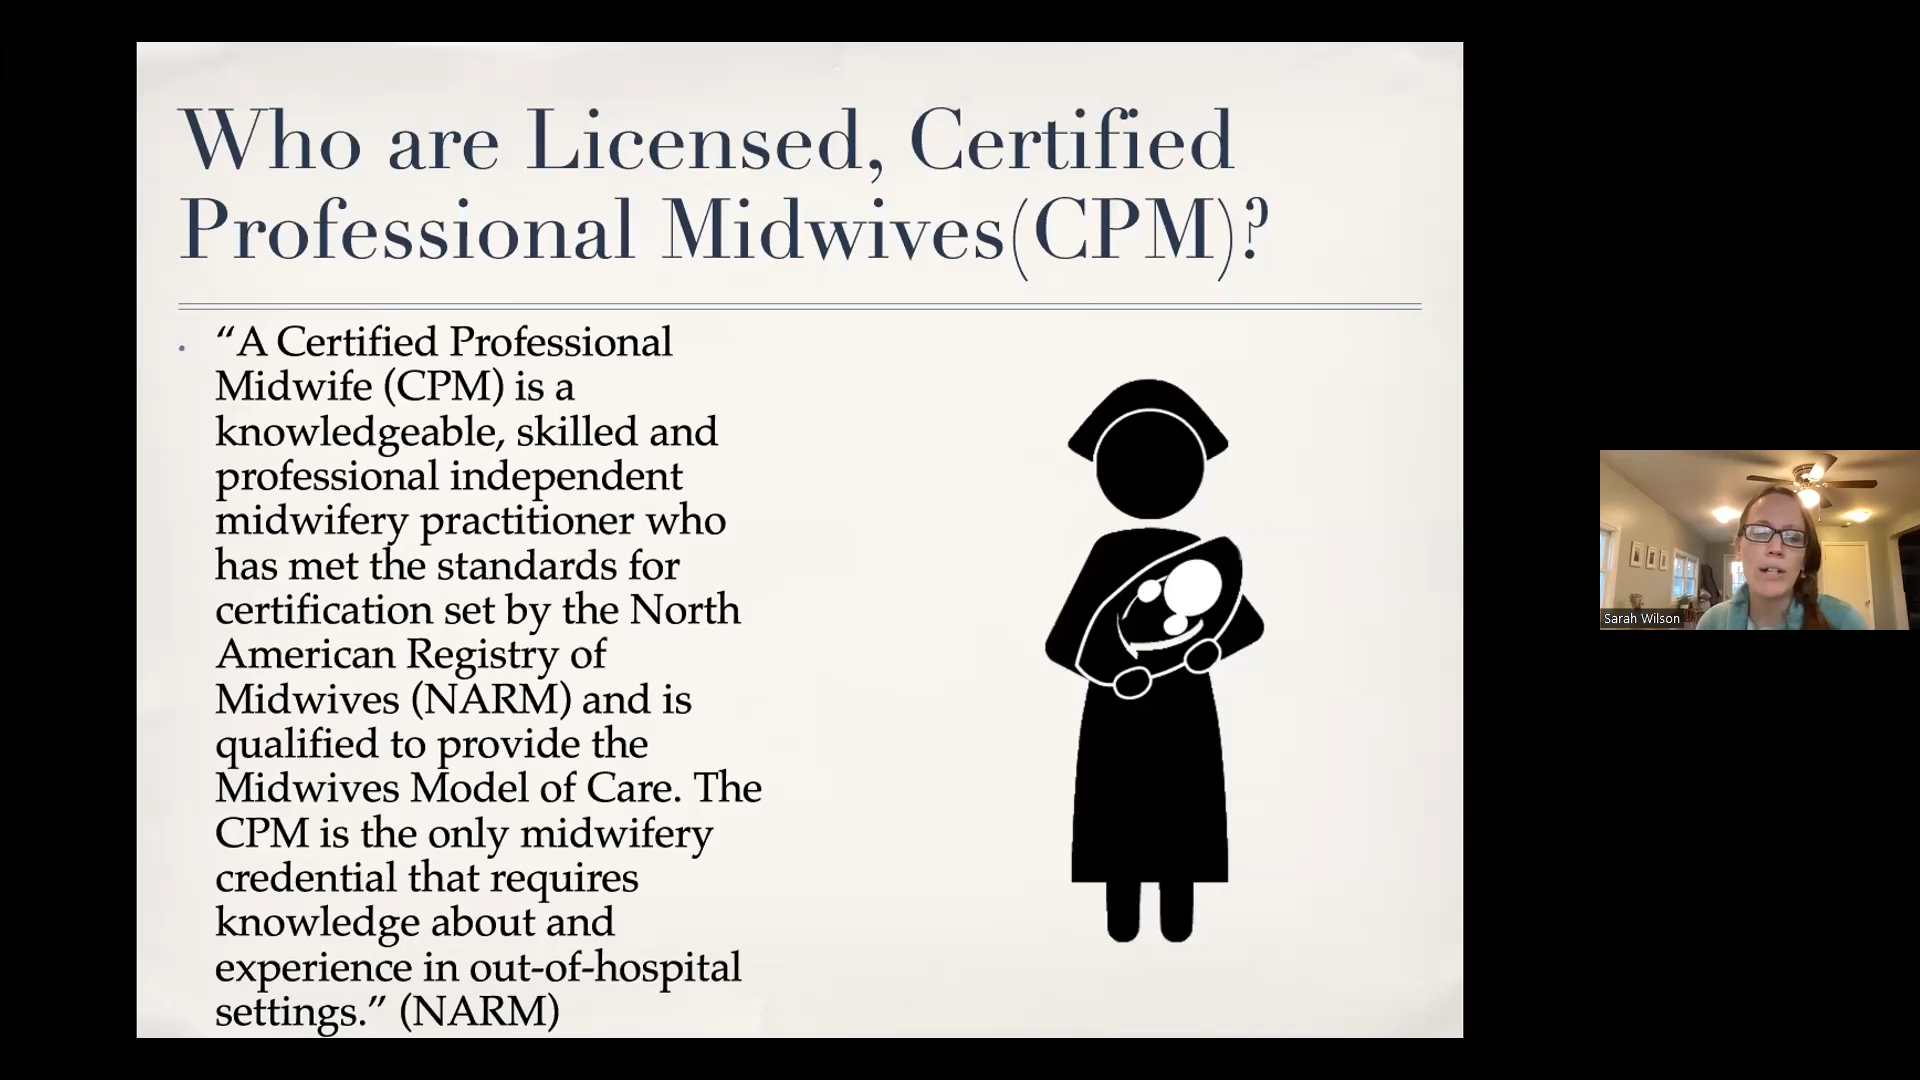 Who are Licensed, Certified
Professional Midwives(CPM)?
• “A Certified Professional
Midwife (CPM) is a
knowledgeable, skilled and
professional independent
midwifery practitioner who
has met the standards for
certification set by the North
American Registry of
Midwives (NARM) and is
qualified to provide the
Midwives Model of Care. The
CPM is the only midwifery
credential that requires
knowledge about and
experience in out-of-hospital
settings.” (NARM)
Sarah Wilson